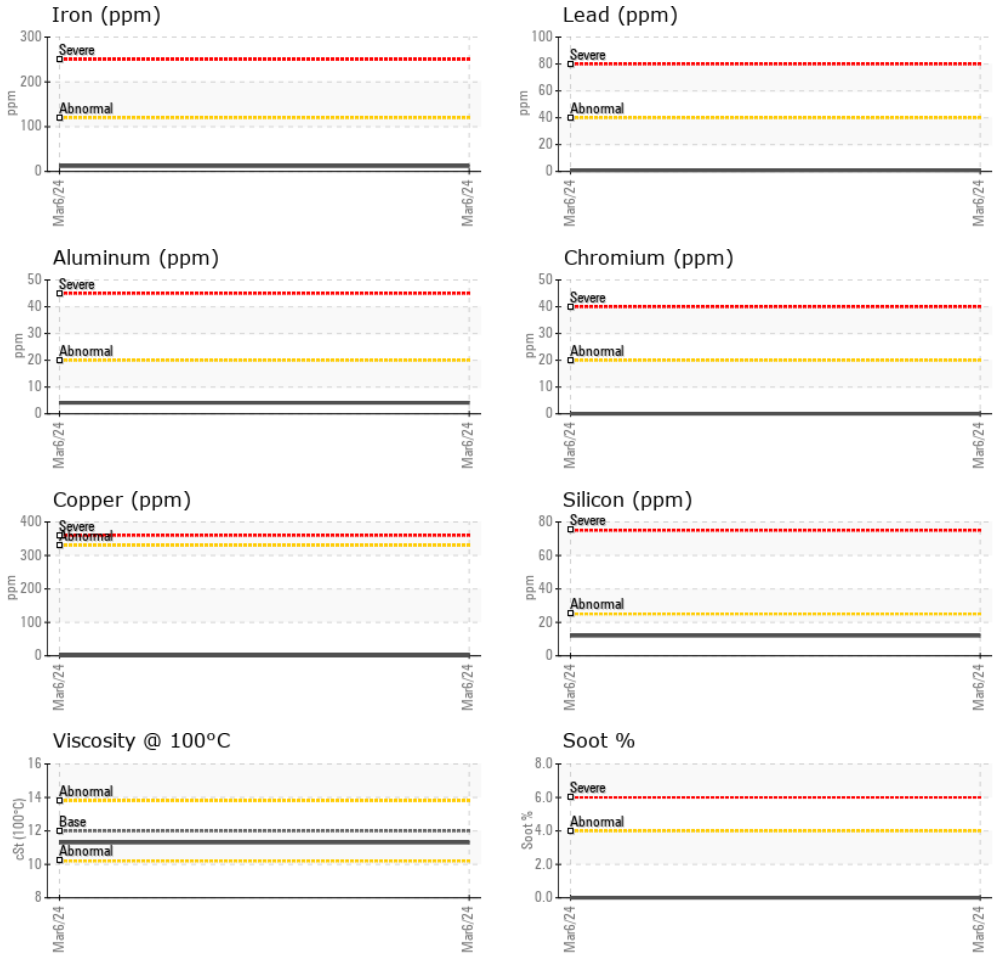 Iron (ppm)
300
200
100
0
ppm
Severe
Abnormal
Mar6/24
Mar6/24
Lead (ppm)
100
80
60
40
20
0
ppm
Severe
Abnormal
Mar6/24
Mar6/24
Aluminum (ppm)
50
40
30
20
10
0
ppm
Severe
Abnormal
Mar6/24
Mar6/24
Chromium (ppm)
50
40
30
20
10
0
ppm
Severe
Abnormal
Mar6/24
Mar6/24
Copper (ppm)
400
300
200
100
0
ppm
Severe
Abnormal
Mar6/24
Mar6/24
Silicon (ppm)
80
60
40
20
0
ppm
Severe
Abnormal
Mar6/24
Mar6/24
Viscosity @ 100°C
16
14
12
10
8
cSt (100°C)
Abnormal
Base
Abnormal
Mar6/24
Mar6/24
Soot %
8.0
6.0
4.0
2.0
0.0
Soot %
Severe
Abnormal
Mar6/24
Mar6/24